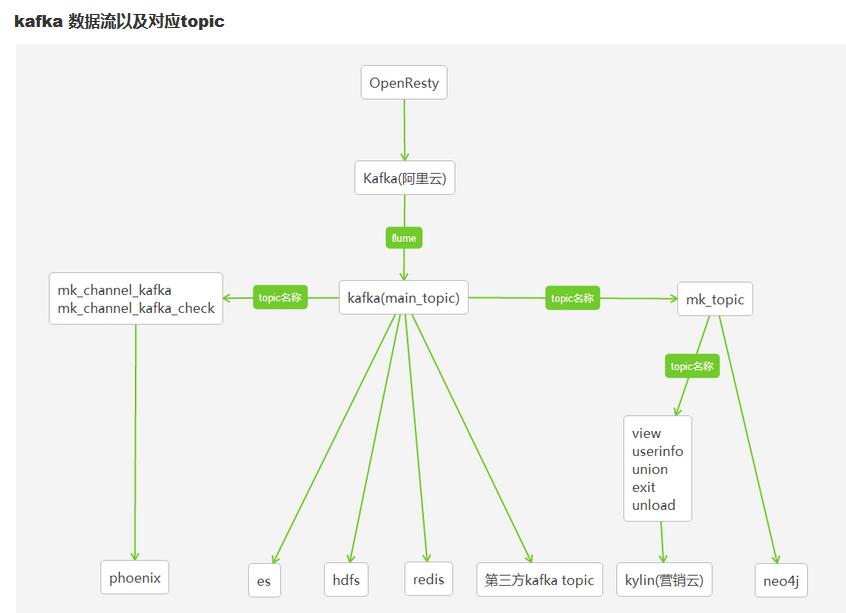 kafka 数据流以及对应topic
OpenResty
Kafka(阿里云)
flume
mk_channel_kafka
mk_channel_kafka_check
topic名称
kafka(main_topic)
topic名称
mk_topic
topic名称
view
userinfo
union
exit
unload
phoenix
es
hdfs
redis
第三方kafka topic
kylin(营销云)
neo4j